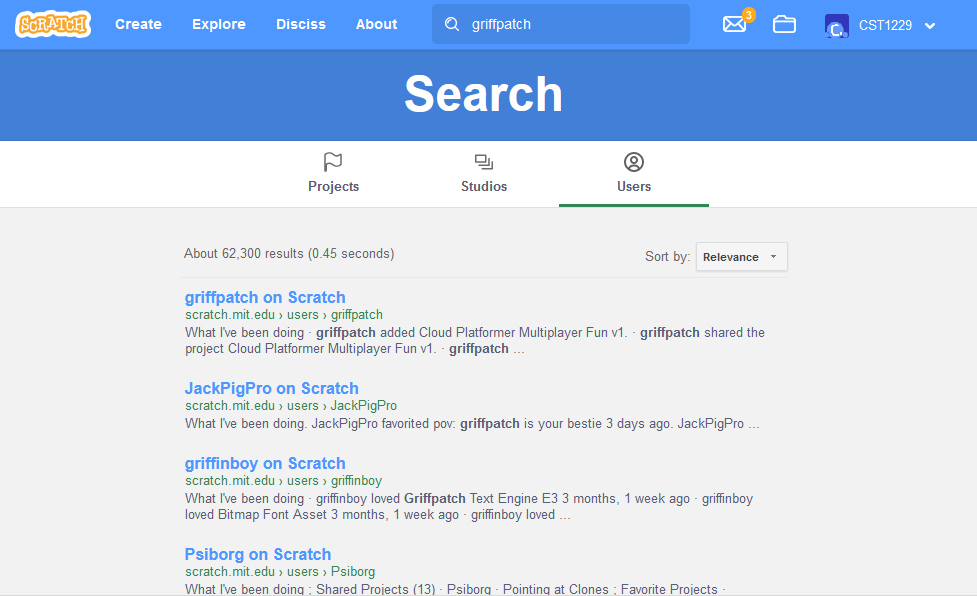 SCRATCH Create Explore Disciss About griffpatch 3 CST1229
Search
Projects Studios Users
About 62,300 results (0.45 seconds) Sort by: Relevance
griffpatch on Scratch
scratch.mit.edu › users › griffpatch
What I've been doing · griffpatch added Cloud Platformer Multiplayer Fun v1. · griffpatch shared the
project Cloud Platformer Multiplayer Fun v1. · griffpatch ...
JackPigPro on Scratch
scratch.mit.edu › users › JackPigPro
What I've been doing. JackPigPro favorited pov: griffpatch is your bestie 3 days ago. JackPigPro ...
griffinboy on Scratch
scratch.mit.edu › users › griffinboy
What I've been doing · griffinboy loved Griffpatch Text Engine E3 3 months, 1 week ago · griffinboy
loved Bitmap Font Asset 3 months, 1 week ago · griffinboy loved ...
Psiborg on Scratch
scratch.mit.edu › users › Psiborg
What I've been doing ; Shared Projects (13) · Psiborg · Pointing at Clones ; Favorite Projects ·